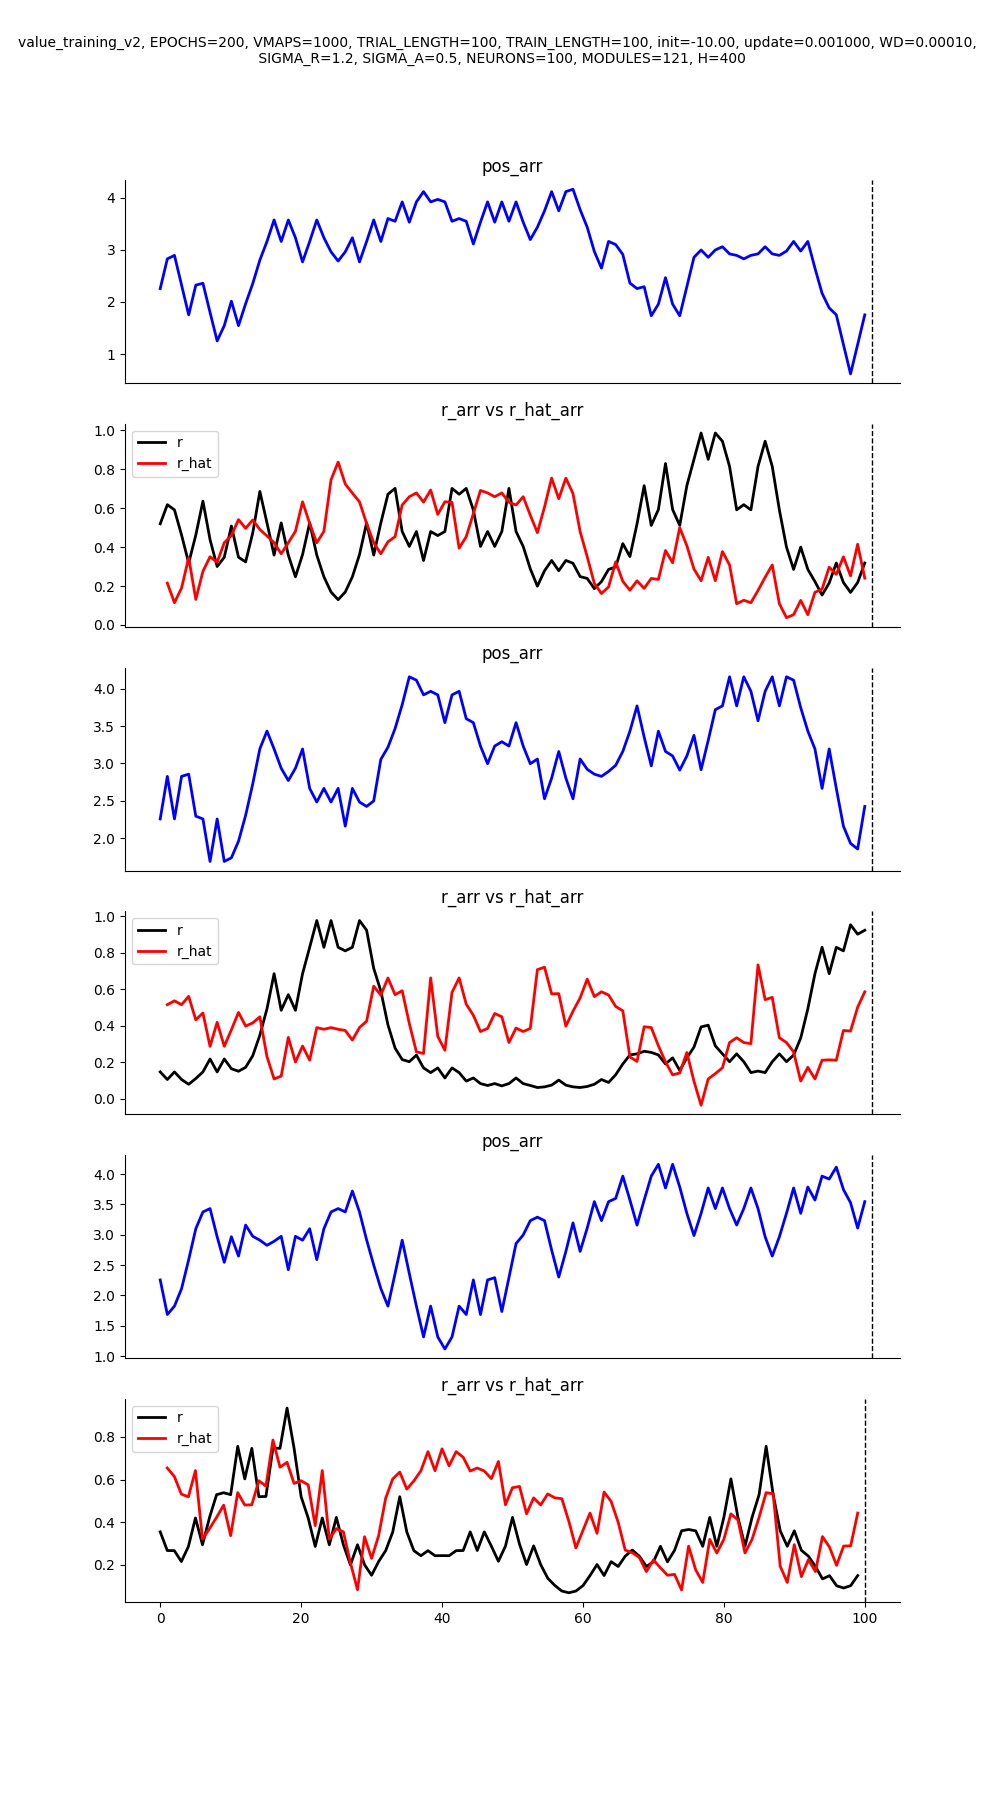 value_training_v2, EPOCHS=200, VMAPS=1000, TRIAL_LENGTH=100, TRAIN_LENGTH=100, init=-10.00, update=0.001000, WD=0.00010,
SIGMA_R=1.2, SIGMA_A=0.5, NEURONS=100, MODULES=121, H=400
pos_arr
4
3
2
1
r_arr vs r_hat_arr
1.0
0.8
0.6
0.4
0.2
0.0
r
r_hat
pos_arr
4.0
3.5
3.0
2.5
2.0
r_arr vs r_hat_arr
1.0
0.8
0.6
0.4
0.2
0.0
r
r_hat
pos_arr
4.0
3.5
3.0
2.5
2.0
1.5
1.0
r_arr vs r_hat_arr
0.8
0.6
0.4
0.2
r
r_hat
0 20 40 60 80 100